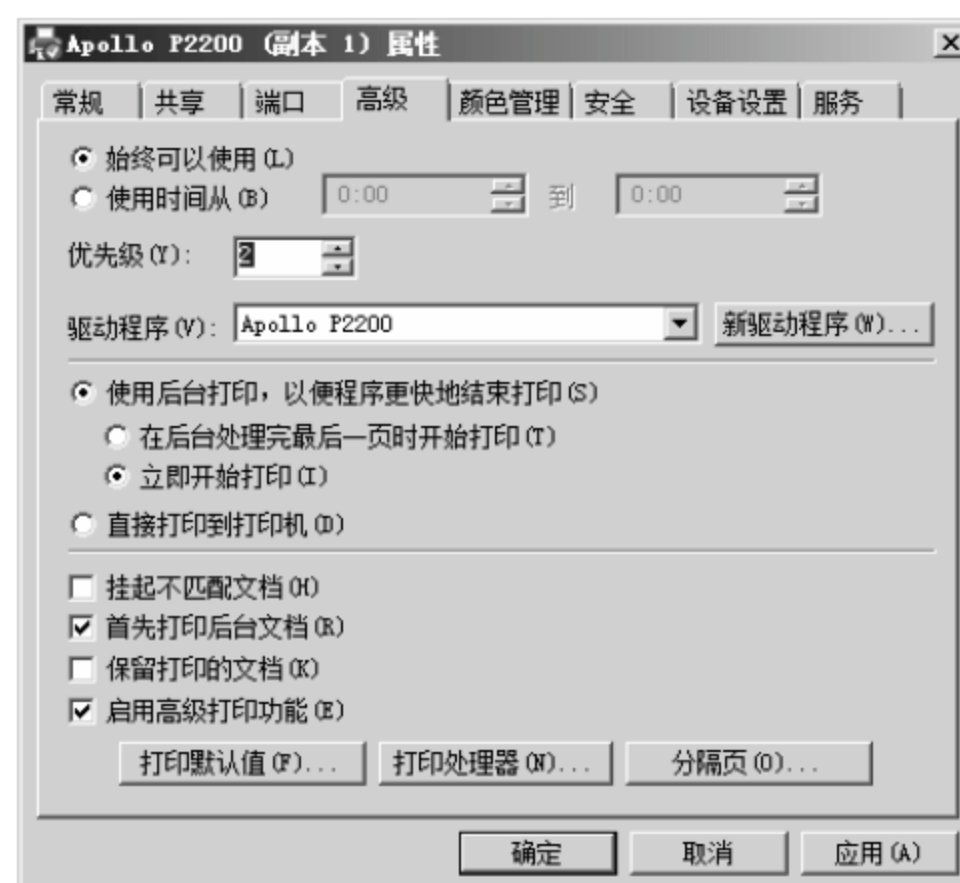 Apollo P2200 (副本 1) 属性
常规 共享 端口 高级 颜色管理 安全 设备设置 服务
始终可以使用(L)
使用时间从(B) 0:00 到 0:00
优先级(Y): 2
驱动程序(V): Apollo P2200 新驱动程序(W)...
使用后台打印，以便程序更快地结束打印(S)
在后台处理完最后一页时开始打印(T)
立即开始打印(I)
直接打印到打印机(D)
挂起不匹配文档(H)
首先打印后台文档(R)
保留打印的文档(K)
启用高级打印功能(E)
打印默认值(F)... 打印处理器(N)... 分隔页(O)...
确定 取消 应用(A)